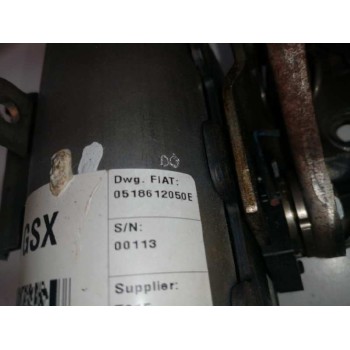 Dwg. FIAT:
0518612050E
GSX
S/N:
00113
Supplier: